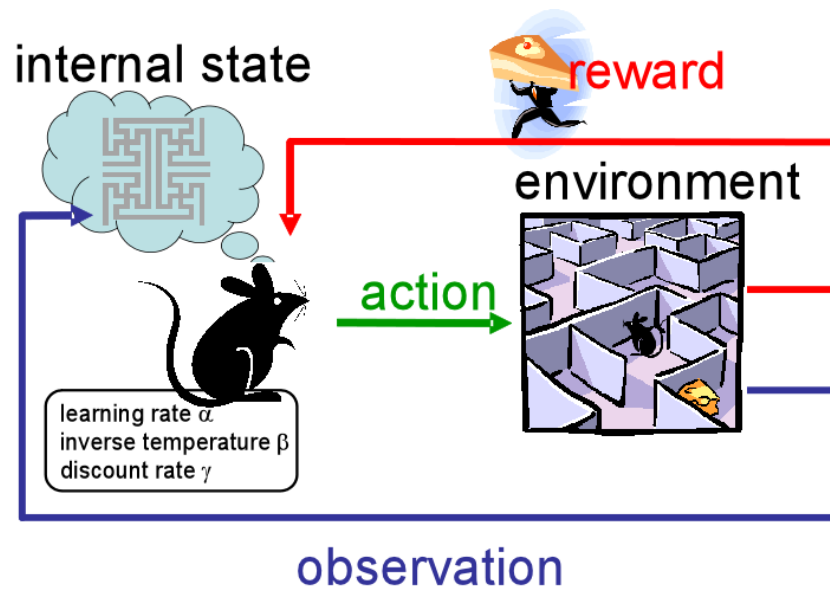 internal state
reward
environment
action
learning rate α
inverse temperature β
discount rate γ
observation